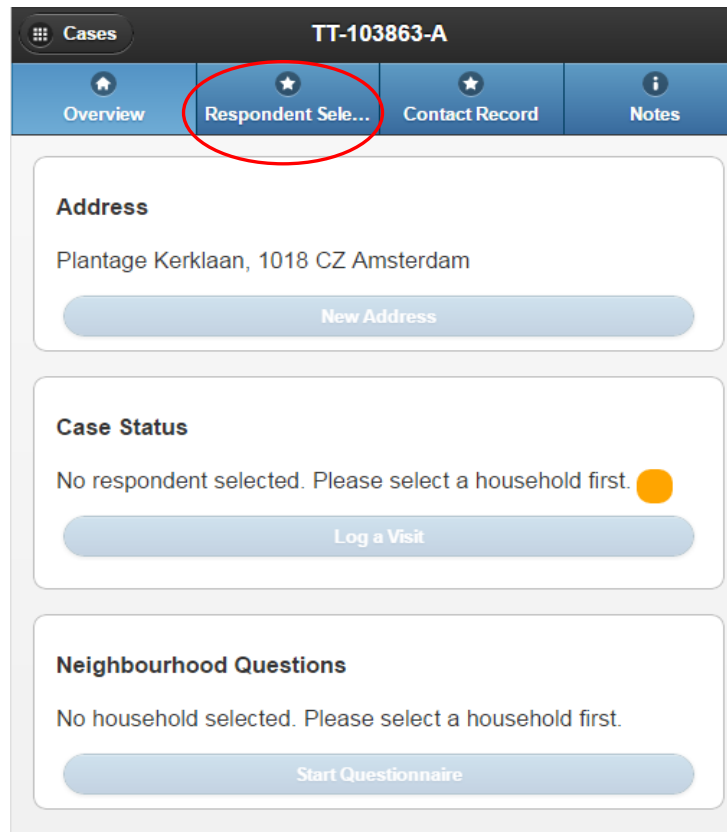 Cases
TT-103863-A
Overview
Respondent Sele...
Contact Record
Notes
Address
Plantage Kerklaan, 1018 CZ Amsterdam
New Address
Case Status
No respondent selected. Please select a household first.
Log a Visit
Neighbourhood Questions
No household selected. Please select a household first.
Start Questionnaire